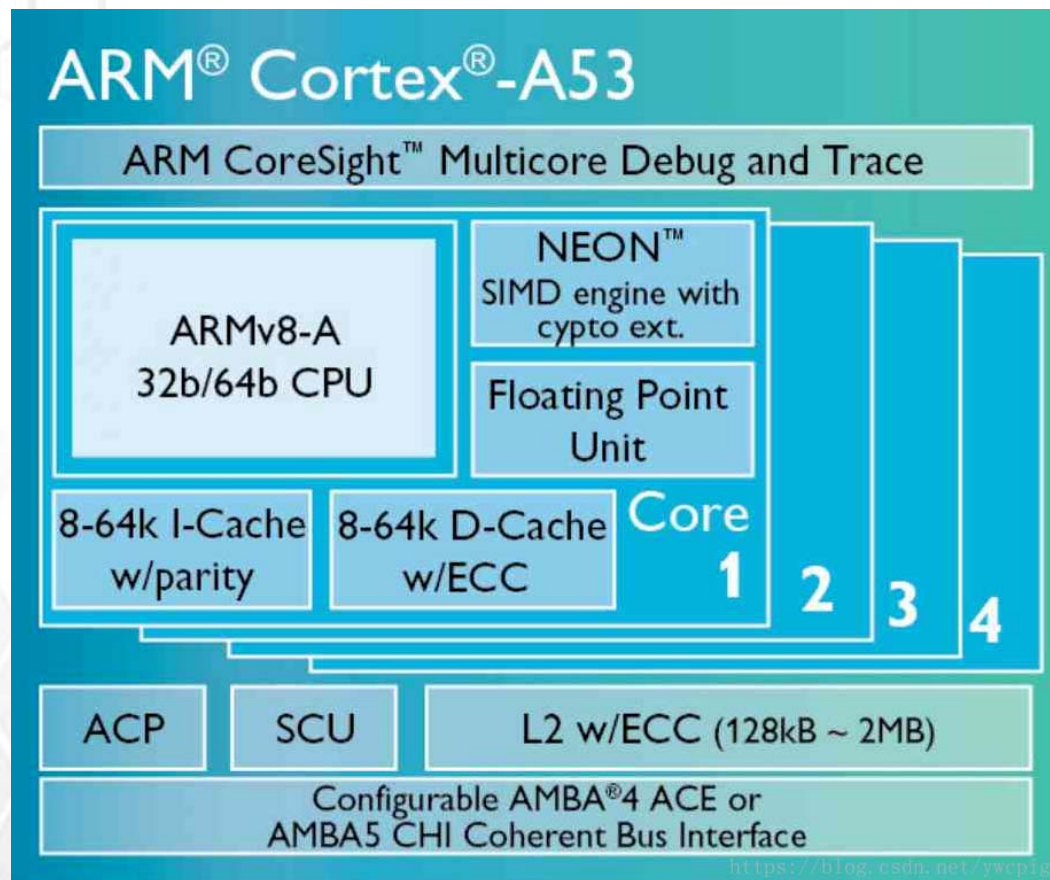 ARM® Cortex®-A53
ARM CoreSight™ Multicore Debug and Trace
ARMv8-A
32b/64b CPU
NEON™
SIMD engine with
cypto ext.
Floating Point
Unit
8-64k I-Cache
w/parity
8-64k D-Cache
w/ECC
Core
1
2
3
4
ACP
SCU
L2 w/ECC (128kB ~ 2MB)
Configurable AMBA®4 ACE or
AMBA5 CHI Coherent Bus Interface
https://blog.csdn.net/ywcpig